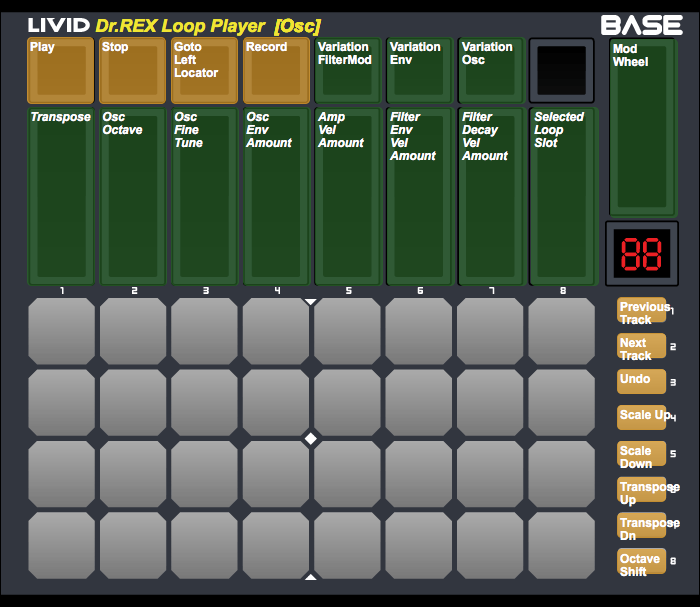 LIVID Dr.REX Loop Player [Osc] BASE
Play
Stop
Goto
Left
Locator
Record
Variation
FilterMod
Variation
Env
Variation
Osc
Mod
Wheel
Transpose
Osc
Octave
Osc
Fine
Tune
Osc
Env
Amount
Amp
Vel
Amount
Filter
Env
Vel
Amount
Filter
Decay
Vel
Amount
Selected
Loop
Slot
88
1 2 3 4 5 6 7 8
Previous 1
Track
Next 2
Track
Undo 3
Scale Up 4
Scale 5
Down
Transpose 6
Up
Transpose
Dn
Octave 8
Shift